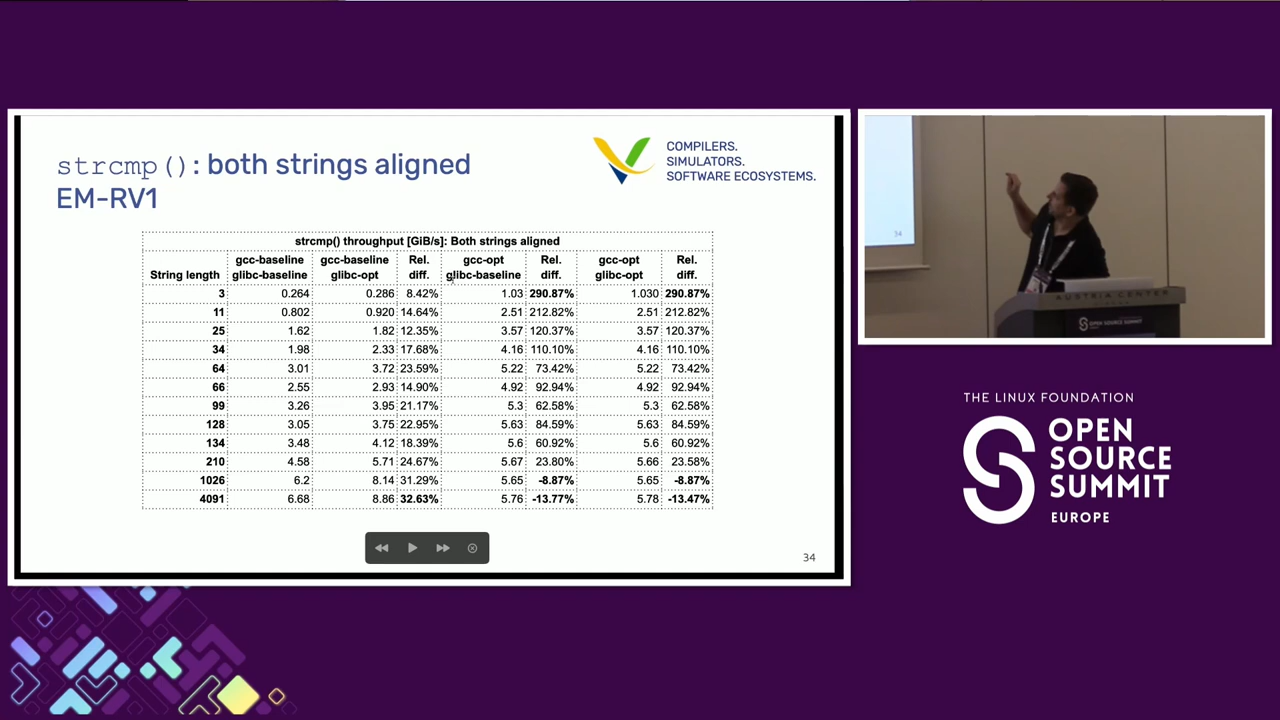 strcmp(): both strings aligned
EM-RV1
COMPILERS.
SIMULATORS.
SOFTWARE ECOSYSTEMS.
strcmp() throughput [GiB/s]: Both strings aligned
gcc-baseline gcc-baseline Rel. gcc-opt Rel. gcc-opt Rel.
String length glibc-baseline glibc-opt diff. glibc-baseline diff. glibc-opt diff.
3 0.264 0.286 8.42% 1.03 290.87% 1.030 290.87%
11 0.802 0.920 14.64% 2.51 212.82% 2.51 212.82%
25 1.62 1.82 12.35% 3.57 120.37% 3.57 120.37%
34 1.98 2.33 17.68% 4.16 110.10% 4.16 110.10%
64 3.01 3.72 23.59% 5.22 73.42% 5.22 73.42%
66 2.55 2.93 14.90% 4.92 92.94% 4.92 92.94%
99 3.26 3.95 21.17% 5.3 62.58% 5.3 62.58%
128 3.05 3.75 22.95% 5.63 84.59% 5.63 84.59%
134 3.48 4.12 18.39% 5.6 60.92% 5.6 60.92%
210 4.58 5.71 24.67% 5.67 23.80% 5.66 23.58%
1026 6.2 8.14 31.29% 5.65 -8.87% 5.65 -8.87%
4091 6.68 8.86 32.63% 5.76 -13.77% 5.78 -13.47%
34
34
AUSTRIA CENTER
OPEN SOURCE SUMMIT
THE LINUX FOUNDATION
OPEN
SOURCE
SUMMIT
EUROPE